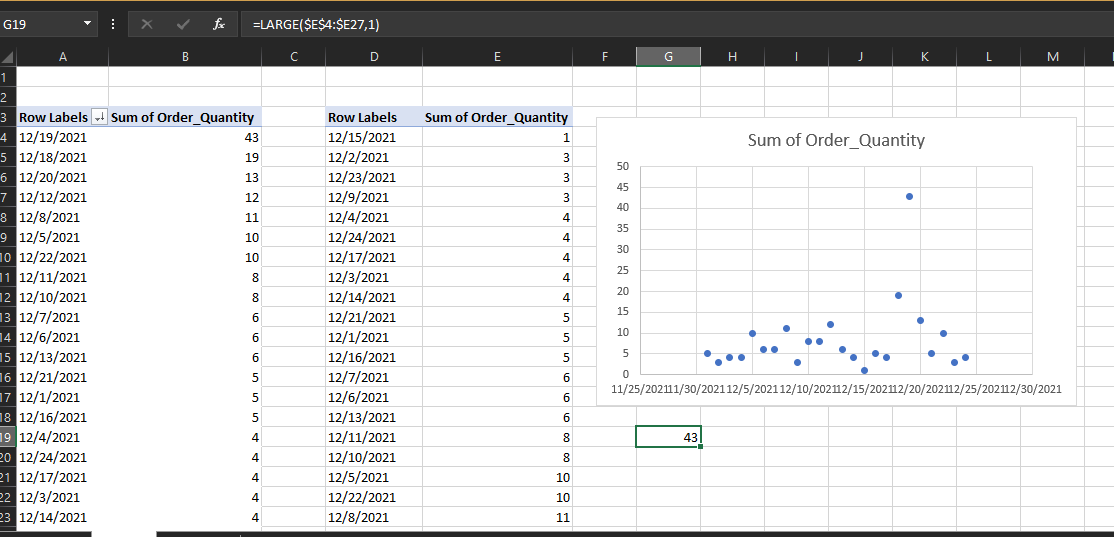 G19 fx =LARGE($E$4:$E27,1)
A B C D E F G H I J K L M
1
2
3 Row Labels Sum of Order_Quantity Row Labels Sum of Order_Quantity
4 12/19/2021 43 12/15/2021 1
5 12/18/2021 19 12/2/2021 3
6 12/20/2021 13 12/23/2021 3
7 12/12/2021 12 12/9/2021 3
8 12/8/2021 11 12/4/2021 4
9 12/5/2021 10 12/24/2021 4
10 12/22/2021 10 12/17/2021 4
11 12/11/2021 8 12/3/2021 4
12 12/10/2021 8 12/14/2021 4
13 12/7/2021 6 12/21/2021 5
14 12/6/2021 6 12/1/2021 5
15 12/13/2021 6 12/16/2021 5
16 12/21/2021 5 12/7/2021 6
17 12/1/2021 5 12/6/2021 6
18 12/16/2021 5 12/13/2021 6
19 12/4/2021 4 12/11/2021 8 43
20 12/24/2021 4 12/10/2021 8
21 12/17/2021 4 12/5/2021 10
22 12/3/2021 4 12/22/2021 10
23 12/14/2021 4 12/8/2021 11
Sum of Order_Quantity
50
45
40
35
30
25
20
15
10
5
0
11/25/2021 11/30/2021 12/5/2021 12/10/2021 12/15/2021 12/20/2021 12/25/2021 12/30/2021